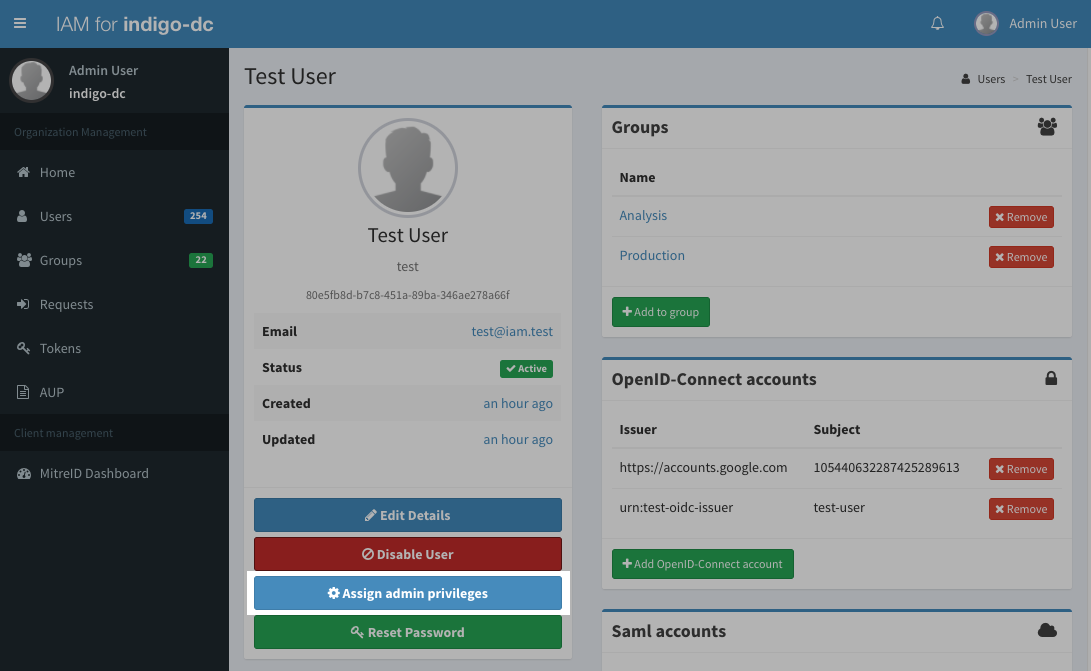 IAM for indigo-dc
Admin User
Admin User
indigo-dc
Organization Management
Home
Users 254
Groups 22
Requests
Tokens
AUP
Client management
MitreID Dashboard
Test User
Users > Test User
Test User
test
80e5fb8d-b7c8-451a-89ba-346ae278a66f
Email test@iam.test
Status Active
Created an hour ago
Updated an hour ago
Edit Details
Disable User
Assign admin privileges
Reset Password
Groups
Name
Analysis Remove
Production Remove
Add to group
OpenID-Connect accounts
Issuer Subject
https://accounts.google.com 105440632287425289613 Remove
urn:test-oidc-issuer test-user Remove
Add OpenID-Connect account
Saml accounts